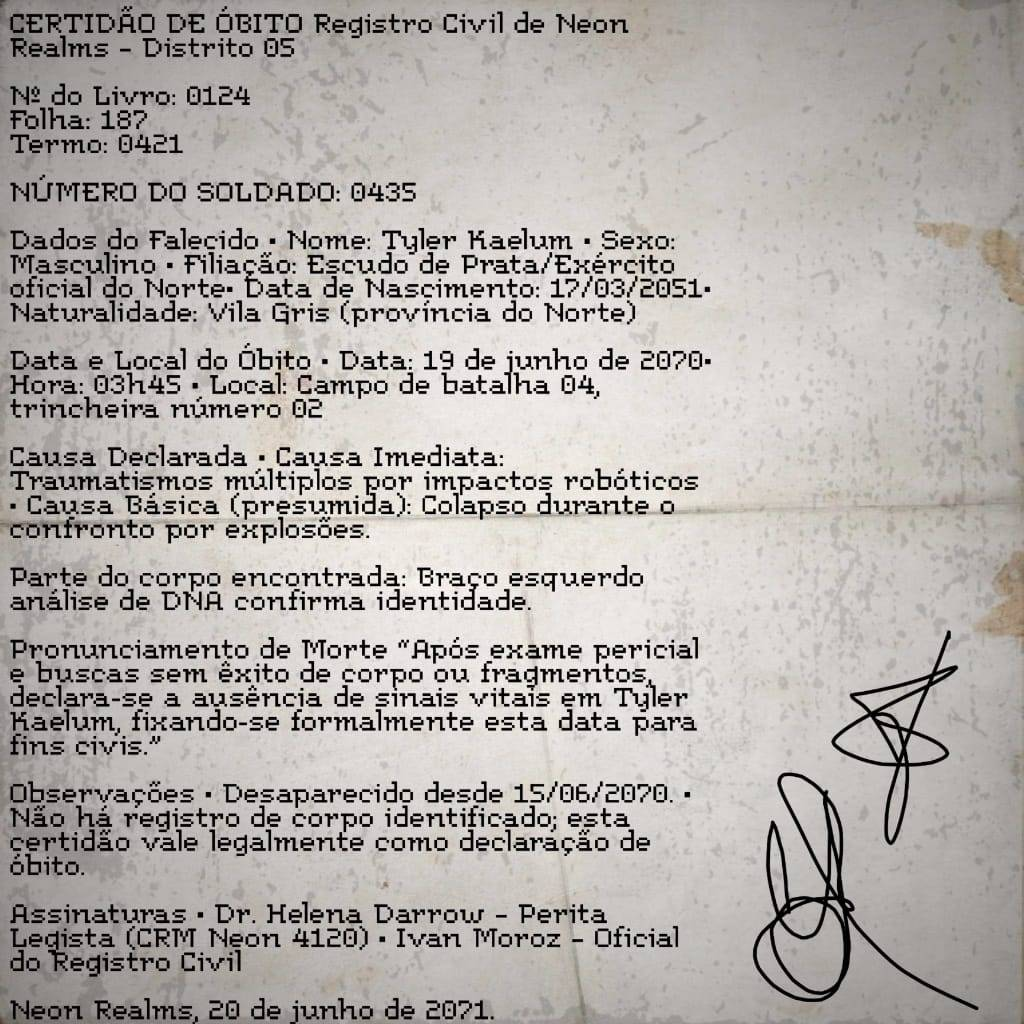 CERTIDÃO DE ÓBITO Registro Civil de Neon
Realms - Distrito 05
Nº do Livro: 0124
Folha: 187
Termo: 0421
NÚMERO DO SOLDADO: 0435
Dados do Falecido • Nome: Tyler Kaelum • Sexo:
Masculino • Filiação: Escudo de Prata/Exército
oficial do Norte• Data de Nascimento: 17/03/2051•
Naturalidade: Vila Gris (província do Norte)
Data e Local do Óbito • Data: 19 de junho de 2070•
Hora: 03h45 • Local: Campo de batalha 04,
trincheira número 02
Causa Declarada • Causa Imediata:
Traumatismos múltiplos por impactos robóticos
• Causa Básica (presumida): Colapso durante o
confronto por explosões.
Parte do corpo encontrada: Braço esquerdo
análise de DNA confirma identidade.
Pronunciamento de Morte “Após exame pericial
e buscas sem êxito de corpo ou fragmentos,
declara-se a ausência de sinais vitais em Tyler
Kaelum, fixando-se formalmente esta data para
fins civis.”
Observações • Desaparecido desde 15/06/2070. •
Não há registro de corpo identificado; esta
certidão vale legalmente como declaração de
óbito.
Assinaturas • Dr. Helena Darrow - Perita
Legista (CRM Neon 4120) • Ivan Moroz - Oficial
do Registro Civil
Neon Realms, 20 de junho de 2071.